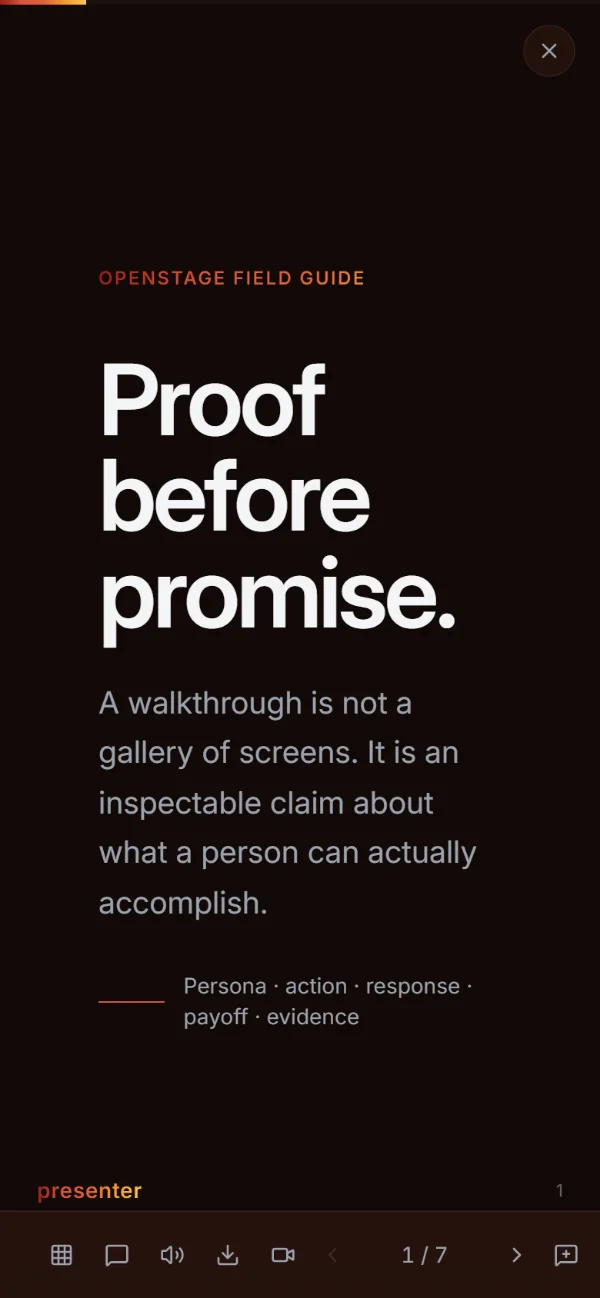 OPENSTAGE FIELD GUIDE
Proof
before
promise.
A walkthrough is not a
gallery of screens. It is an
inspectable claim about
what a person can actually
accomplish.
Persona · action · response ·
payoff · evidence
presenter
1
1 / 7